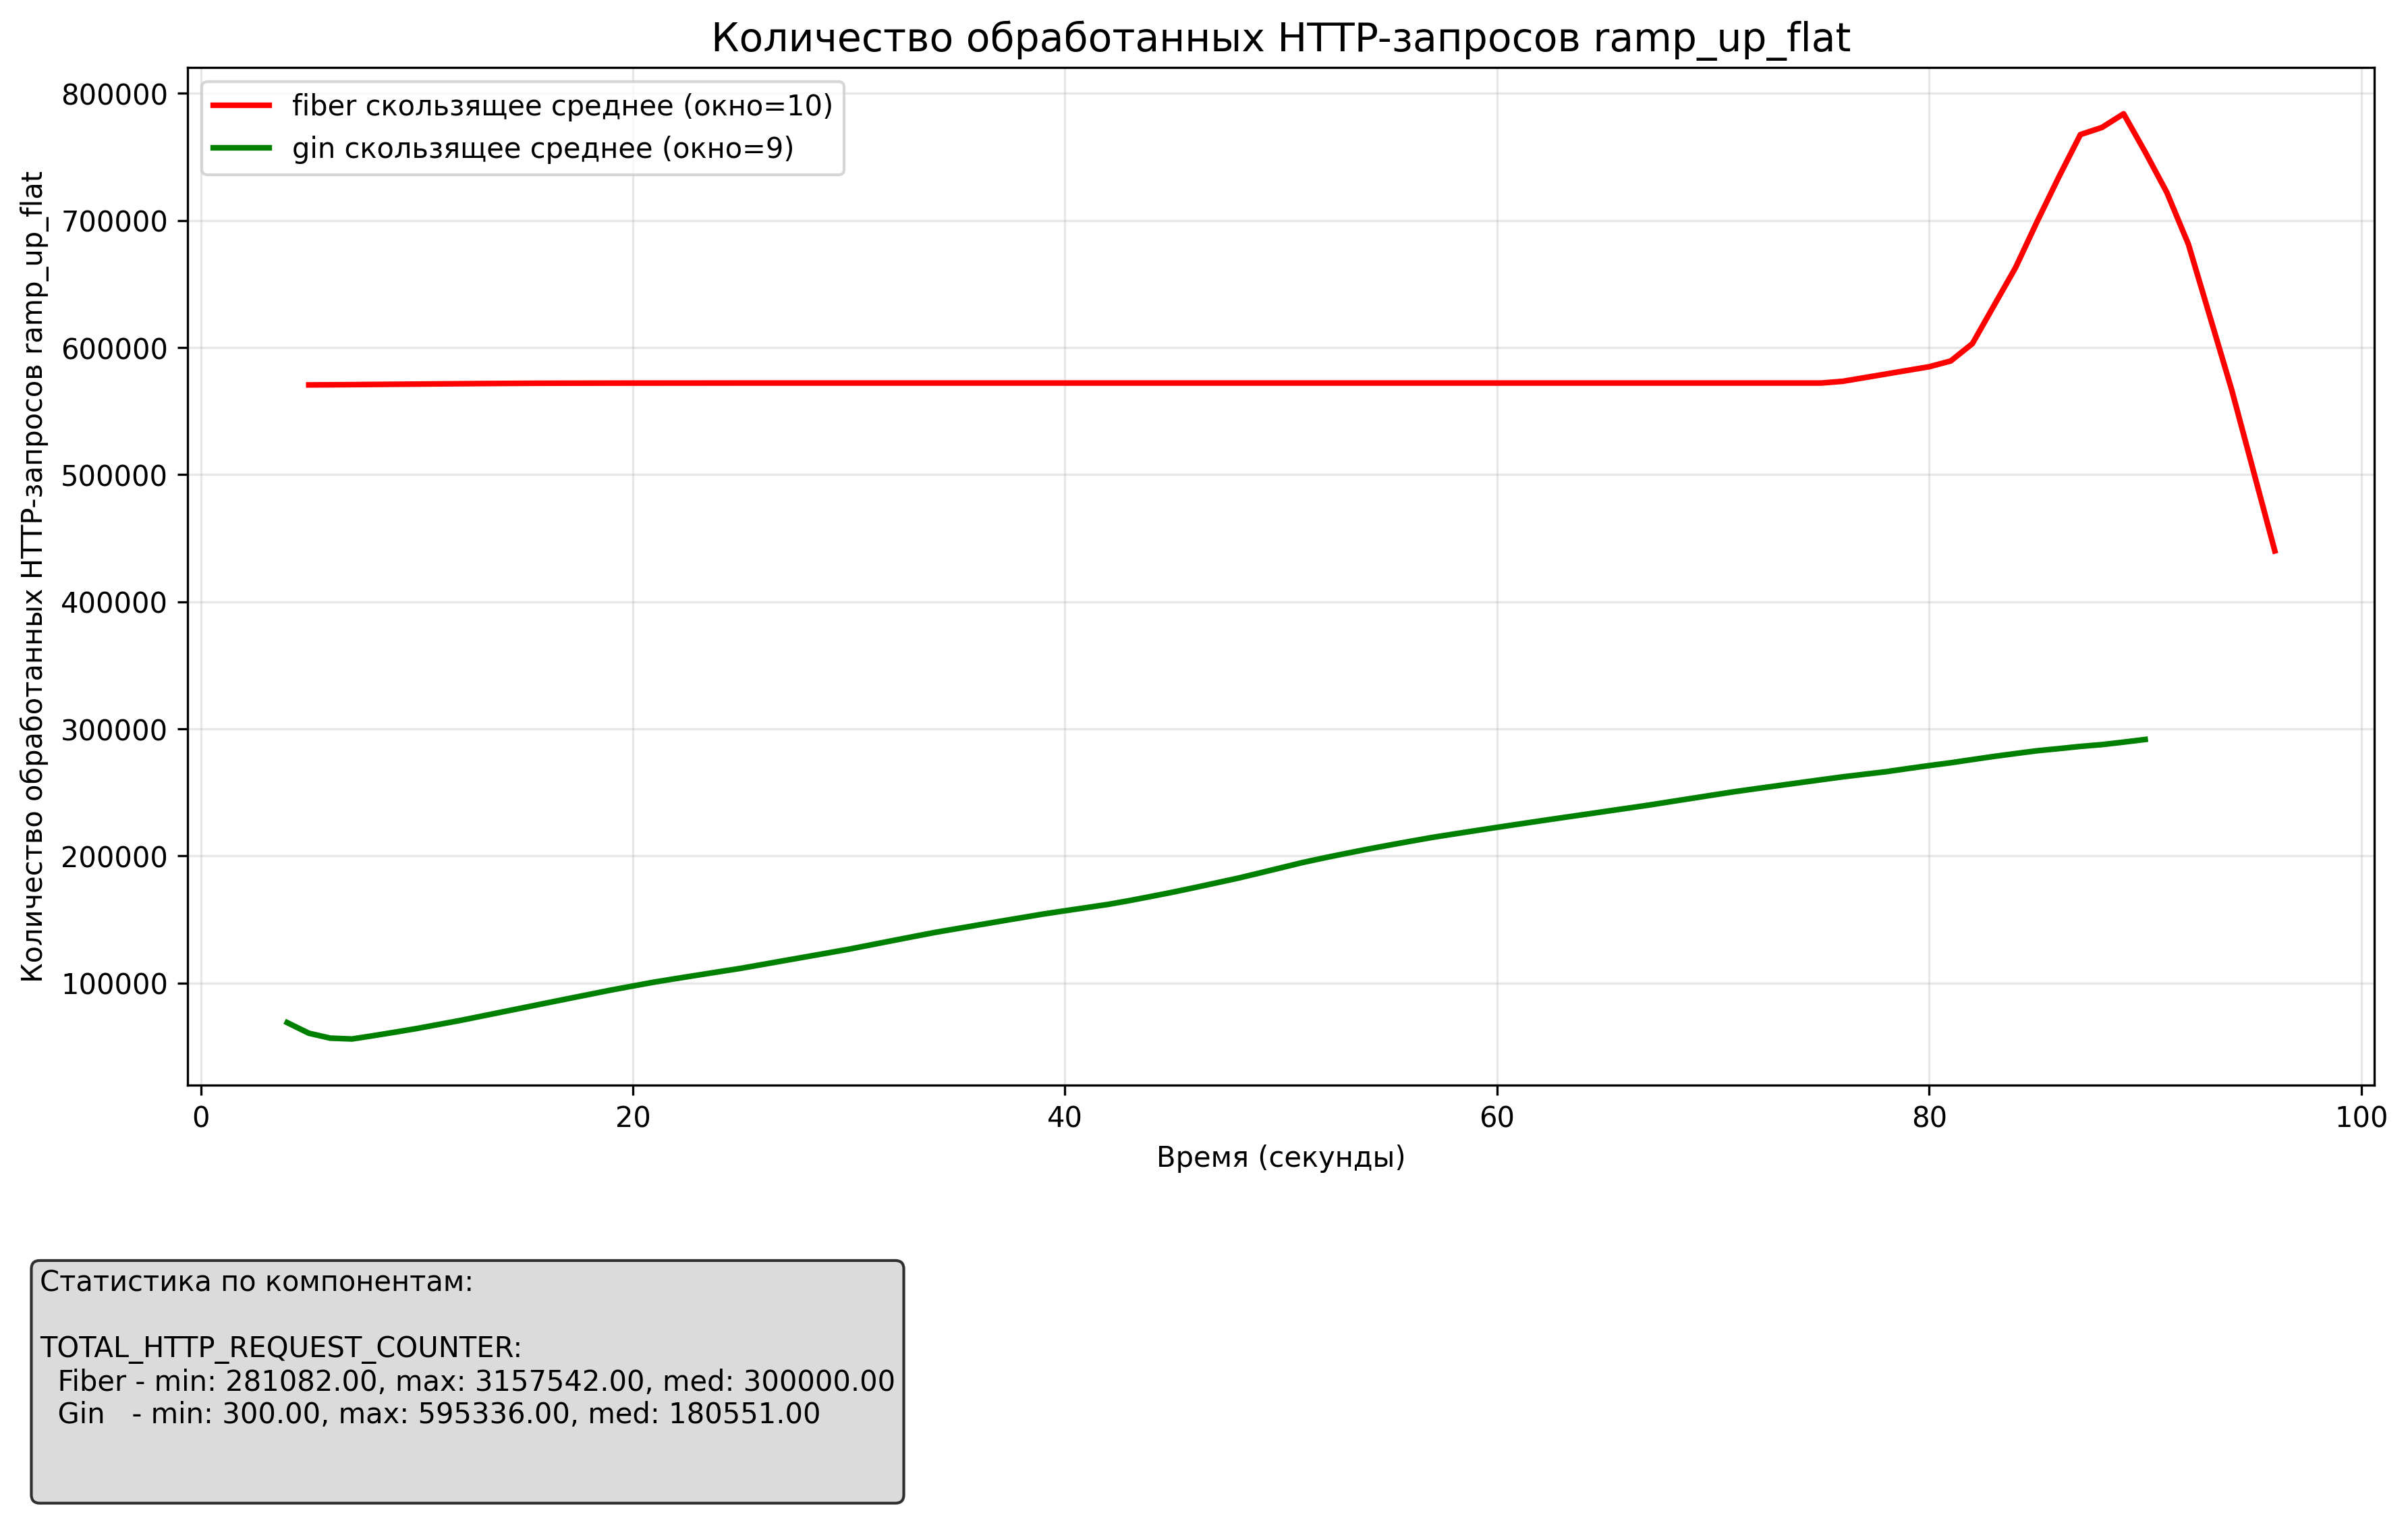 Количество обработанных HTTP-запросов ramp_up_flat
fiber скользящее среднее (окно=10)
gin скользящее среднее (окно=9)
Количество обработанных HTTP-запросов ramp_up_flat
800000
700000
600000
500000
400000
300000
200000
100000
0 20 40 60 80 100
Время (секунды)
Статистика по компонентам:
TOTAL_HTTP_REQUEST_COUNTER:
Fiber - min: 281082.00, max: 3157542.00, med: 300000.00
Gin - min: 300.00, max: 595336.00, med: 180551.00